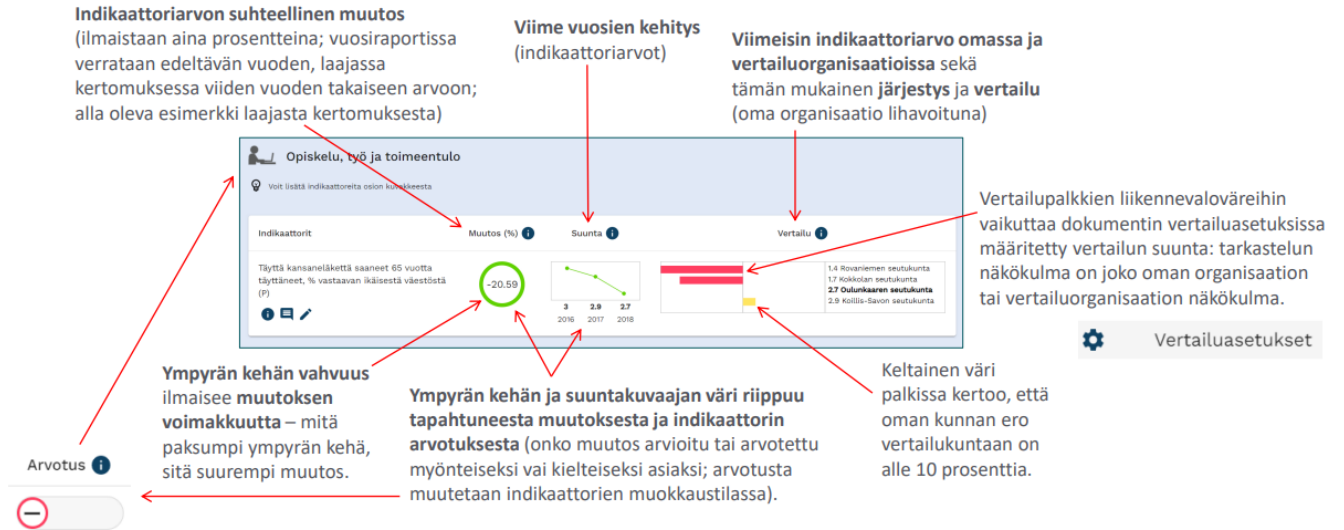 Indikaattoriarvon suhteellinen muutos
(ilmaistaan aina prosentteina; vuosiraportissa
verrataan edeltävän vuoden, laajassa
kertomuksessa viiden vuoden takaiseen arvoon;
alla oleva esimerkki laajasta kertomuksesta)
Viime vuosien kehitys
(indikaattoriarvot)
Viimeisin indikaattoriarvo omassa ja
vertailuorganisaatioissa sekä
tämän mukainen järjestys ja vertailu
(oma organisaatio lihavoituna)
Opiskelu, työ ja toimeentulo
Voit lisätä indikaattoreita osion kuvakkeesta
Indikaattorit
Muutos (%)
Suunta
Vertailu
Täyttä kansaneläkettä saaneet 65 vuotta
täyttäneet, % vastaavan ikäisestä väestöstä
(P)
-20.59
3 2.9 2.7
2016 2017 2018
1.4 Rovaniemen seutukunta
1.7 Kokkolan seutukunta
2.7 Oulunkaaren seutukunta
2.9 Koillis-Savon seutukunta
Vertailupalkkien liikennevaloväreihin
vaikuttaa dokumentin vertailuasetuksissa
määritetty vertailun suunta: tarkastelun
näkökulma on joko oman organisaation
tai vertailuorganisaation näkökulma.
Vertailuasetukset
Ympyrän kehän vahvuus
ilmaisee muutoksen
voimakkuutta – mitä
paksumpi ympyrän kehä,
sitä suurempi muutos.
Ympyrän kehän ja suuntakuvaajan väri riippuu
tapahtuneesta muutoksesta ja indikaattorin
arvotuksesta (onko muutos arvioitu tai arvotettu
myönteiseksi vai kielteiseksi asiaksi; arvotusta
muutetaan indikaattorien muokkaustilassa).
Keltainen väri
palkissa kertoo, että
oman kunnan ero
vertailukuntaan on
alle 10 prosenttia.
Arvotus